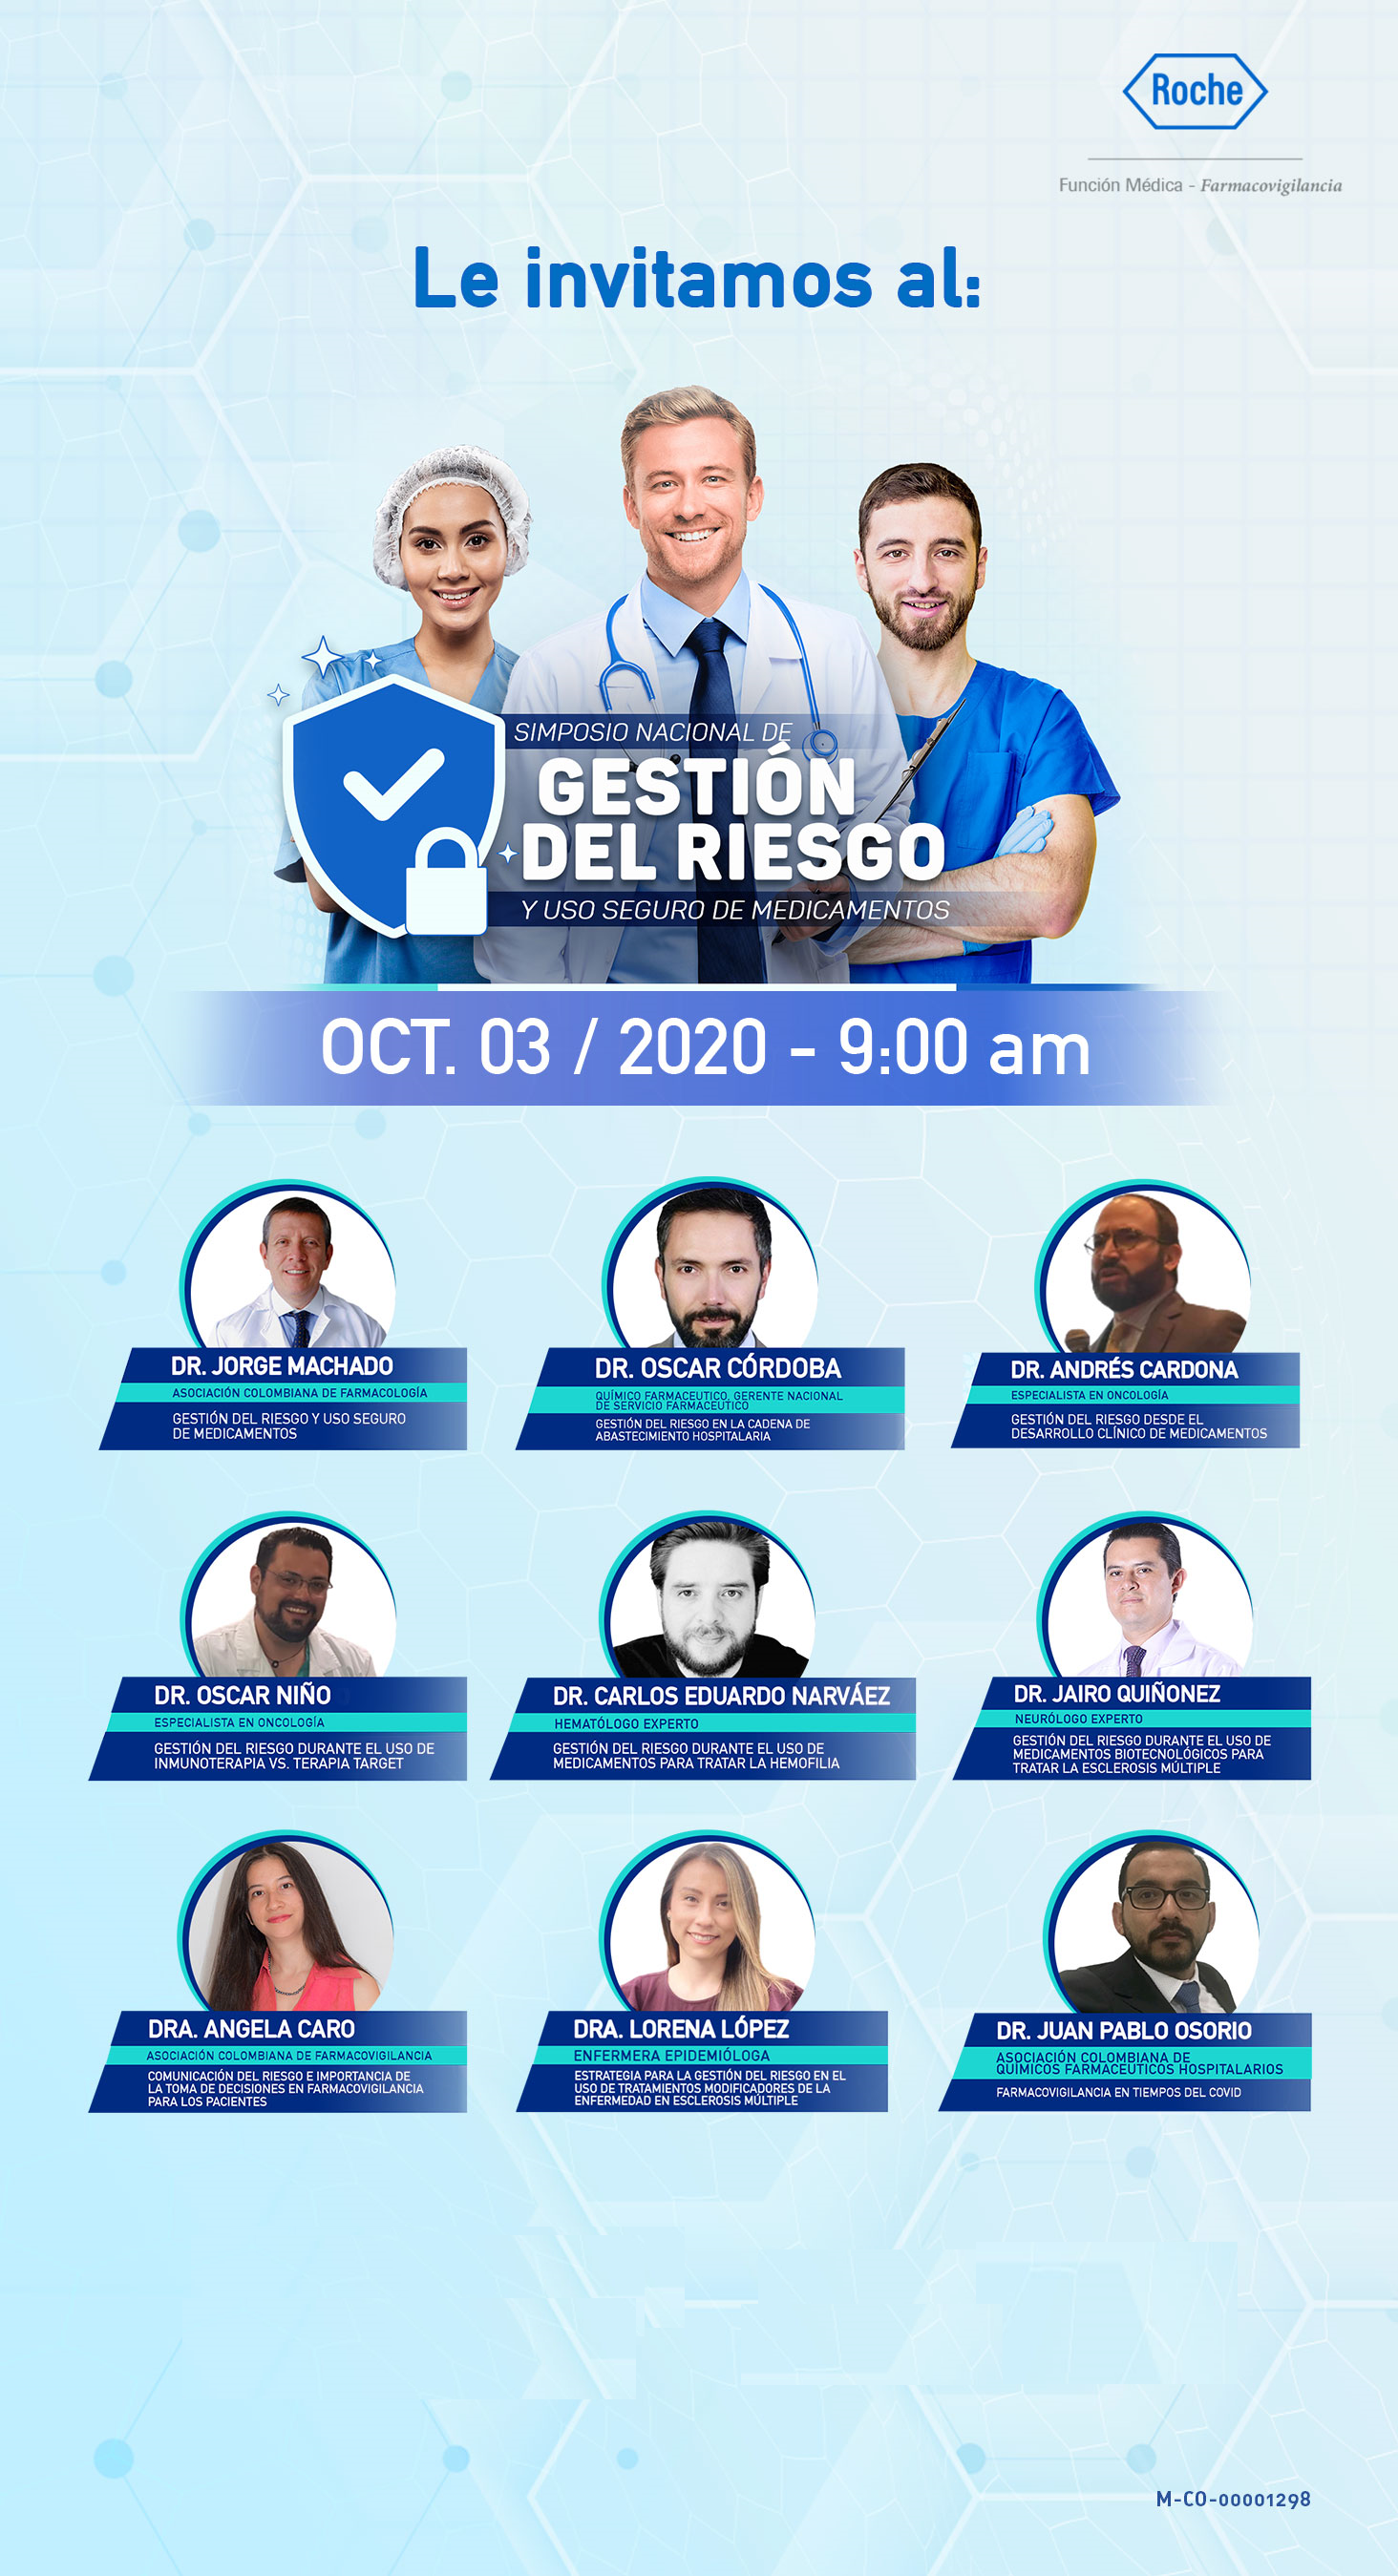 Roche
Función Médica - Farmacovigilancia
Le invitamos al:
SIMPOSIO NACIONAL DE
GESTIÓN
DEL RIESGO
Y USO SEGURO DE MEDICAMENTOS
OCT. 03 / 2020 - 9:00 am
DR. JORGE MACHADO
ASOCIACIÓN COLOMBIANA DE FARMACOLOGÍA
GESTIÓN DEL RIESGO Y USO SEGURO
DE MEDICAMENTOS
DR. OSCAR CÓRDOBA
QUÍMICO FARMACEUTICO, GERENTE NACIONAL
DE SERVICIO FARMACEUTICO
GESTIÓN DEL RIESGO EN LA CADENA DE
ABASTECIMIENTO HOSPITALARIA
DR. ANDRÉS CARDONA
ESPECIALISTA EN ONCOLOGÍA
GESTIÓN DEL RIESGO DESDE EL
DESARROLLO CLÍNICO DE MEDICAMENTOS
DR. OSCAR NIÑO
ESPECIALISTA EN ONCOLOGÍA
GESTIÓN DEL RIESGO DURANTE EL USO DE
INMUNOTERAPIA VS. TERAPIA TARGET
DR. CARLOS EDUARDO NARVÁEZ
HEMATÓLOGO EXPERTO
GESTIÓN DEL RIESGO DURANTE EL USO DE
MEDICAMENTOS PARA TRATAR LA HEMOFILIA
DR. JAIRO QUIÑONEZ
NEURÓLOGO EXPERTO
GESTIÓN DEL RIESGO DURANTE EL USO DE
MEDICAMENTOS BIOTECNOLÓGICOS PARA
TRATAR LA ESCLEROSIS MÚLTIPLE
DRA. ANGELA CARO
ASOCIACIÓN COLOMBIANA DE FARMACOVIGILANCIA
COMUNICACIÓN DEL RIESGO E IMPORTANCIA DE
LA TOMA DE DECISIONES EN FARMACOVIGILANCIA
PARA LOS PACIENTES
DRA. LORENA LÓPEZ
ENFERMERA EPIDEMIÓLOGA
ESTRATEGIA PARA LA GESTIÓN DEL RIESGO EN EL
USO DE TRATAMIENTOS MODIFICADORES DE LA
ENFERMEDAD EN ESCLEROSIS MÚLTIPLE
DR. JUAN PABLO OSORIO
ASOCIACIÓN COLOMBIANA DE
QUÍMICOS FARMACÉUTICOS HOSPITALARIOS
FARMACOVIGILANCIA EN TIEMPOS DEL COVID
M-CO-00001298